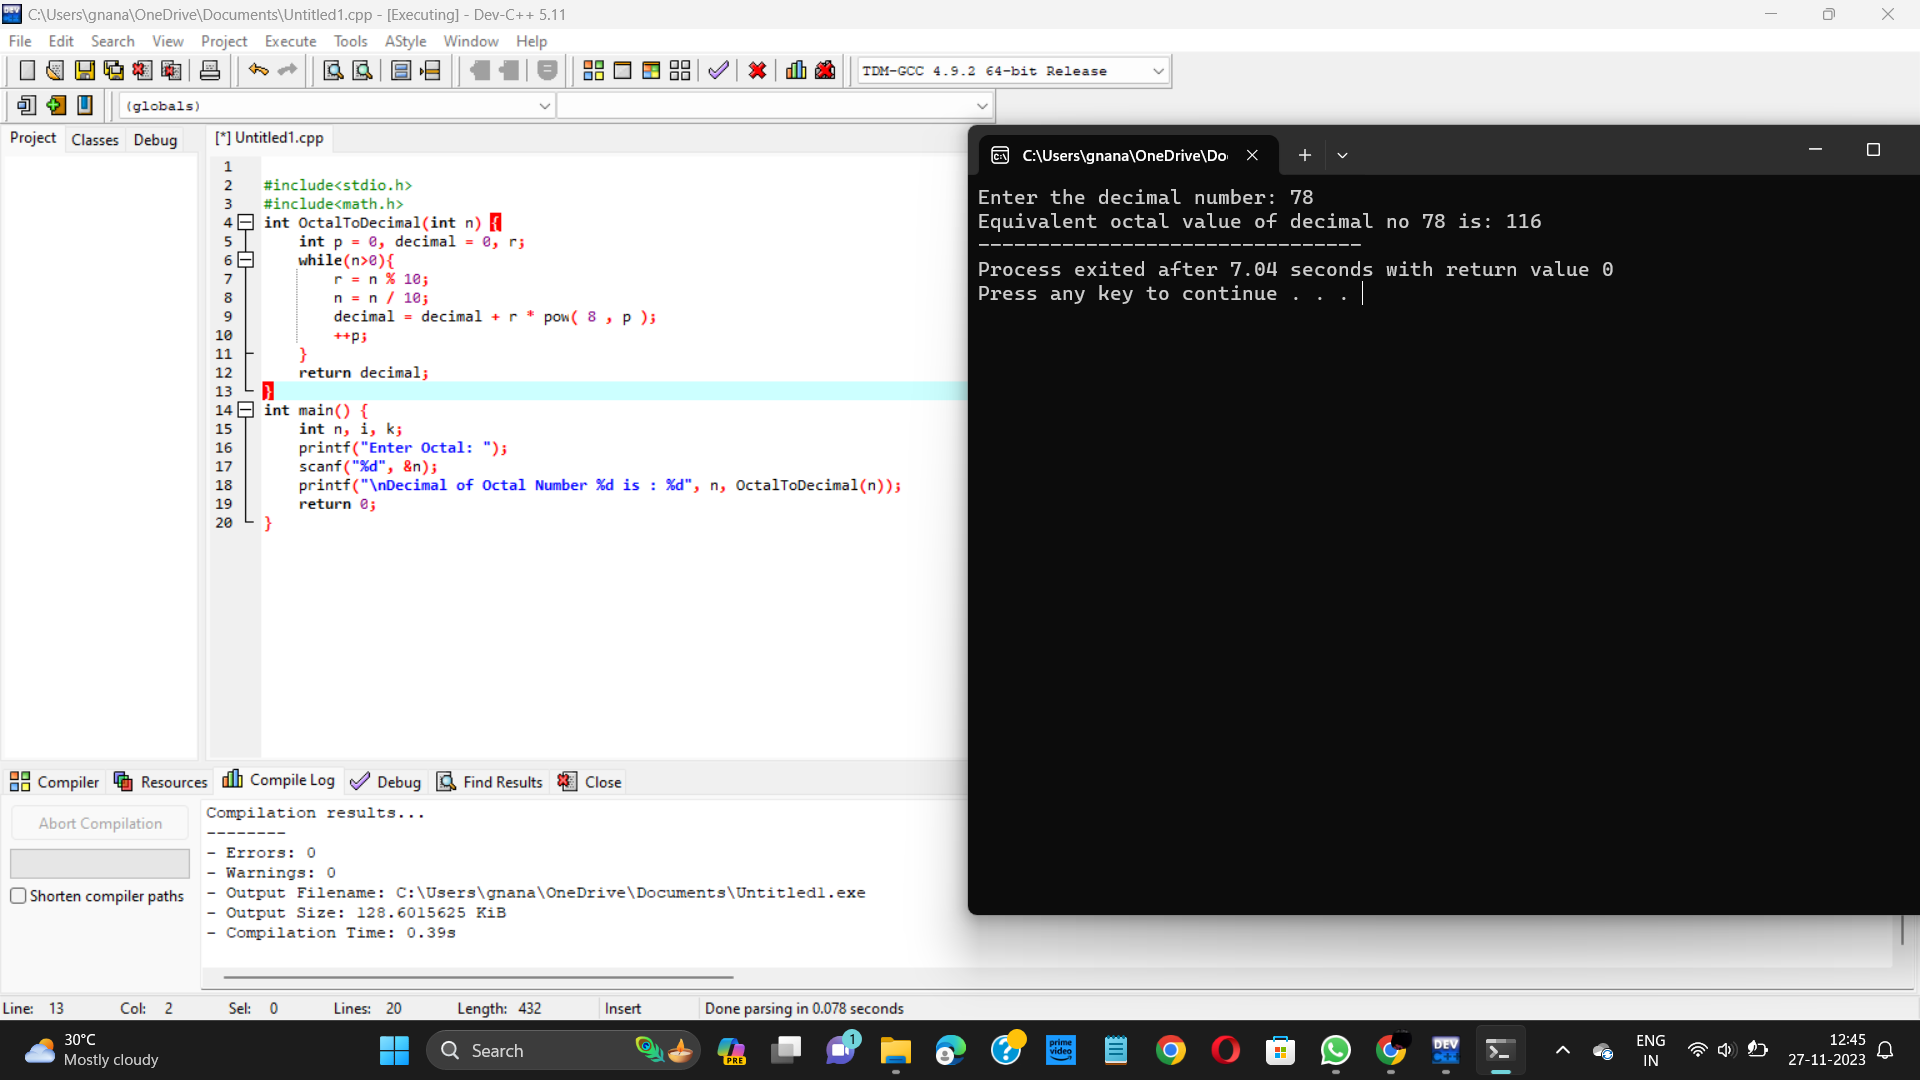 C:\Users\gnana\OneDrive\Documents\Untitled1.cpp - [Executing] - Dev-C++ 5.11
File Edit Search View Project Execute Tools AStyle Window Help
TDM-GCC 4.9.2 64-bit Release
(globals)
Project Classes Debug
[*] Untitled1.cpp
1
2 #include<stdio.h>
3 #include<math.h>
4 int OctalToDecimal(int n) {
5 int p = 0, decimal = 0, r;
6 while(n>0){
7 r = n % 10;
8 n = n / 10;
9 decimal = decimal + r * pow( 8 , p );
10 ++p;
11 }
12 return decimal;
13 }
14 int main() {
15 int n, i, k;
16 printf("Enter Octal: ");
17 scanf("%d", &n);
18 printf("\nDecimal of Octal Number %d is : %d", n, OctalToDecimal(n));
19 return 0;
20 }
C:\Users\gnana\OneDrive\Do
Enter the decimal number: 78
Equivalent octal value of decimal no 78 is: 116
--------------------------------
Process exited after 7.04 seconds with return value 0
Press any key to continue . . .
Compiler Resources Compile Log Debug Find Results Close
Abort Compilation
Shorten compiler paths
Compilation results...
--------
- Errors: 0
- Warnings: 0
- Output Filename: C:\Users\gnana\OneDrive\Documents\Untitled1.exe
- Output Size: 128.6015625 KiB
- Compilation Time: 0.39s
Line: 13 Col: 2 Sel: 0 Lines: 20 Length: 432 Insert Done parsing in 0.078 seconds
30°C
Mostly cloudy
Search
PRE
1
prime video
DEV C++
ENG
IN
12:45
27-11-2023